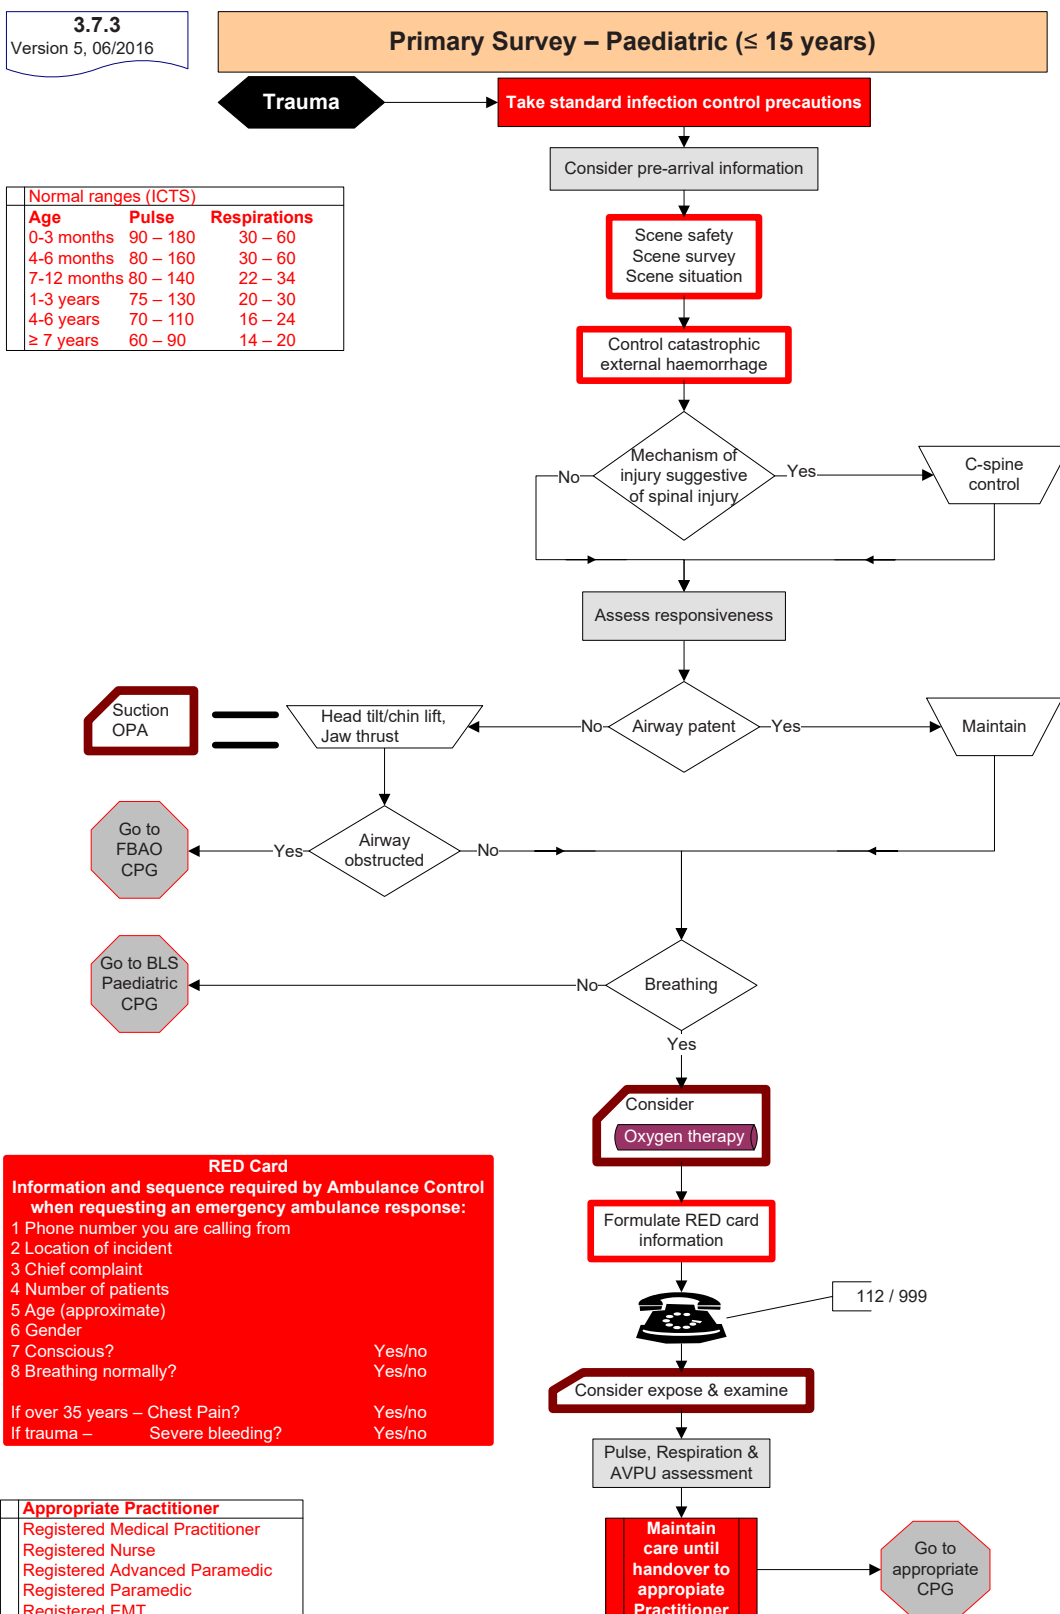 3.7.3
Version 5, 06/2016
Primary Survey – Paediatric (≤ 15 years)
Trauma
Take standard infection control precautions
Consider pre-arrival information
Normal ranges (ICTS)
Age Pulse Respirations
0-3 months 90 – 180 30 – 60
4-6 months 80 – 160 30 – 60
7-12 months 80 – 140 22 – 34
1-3 years 75 – 130 20 – 30
4-6 years 70 – 110 16 – 24
≥ 7 years 60 – 90 14 – 20
Scene safety
Scene survey
Scene situation
Control catastrophic
external haemorrhage
Mechanism of
injury suggestive
of spinal injury
No
Yes
C-spine
control
Assess responsiveness
Suction
OPA
Head tilt/chin lift,
Jaw thrust
No
Airway patent
Yes
Maintain
Go to
FBAO
CPG
Yes
Airway
obstructed
No
Go to BLS
Paediatric
CPG
No
Breathing
Yes
Consider
Oxygen therapy
RED Card
Information and sequence required by Ambulance Control
when requesting an emergency ambulance response:
1 Phone number you are calling from
2 Location of incident
3 Chief complaint
4 Number of patients
5 Age (approximate)
6 Gender
7 Conscious? Yes/no
8 Breathing normally? Yes/no
If over 35 years – Chest Pain? Yes/no
If trauma – Severe bleeding? Yes/no
Formulate RED card
information
112 / 999
Consider expose & examine
Pulse, Respiration &
AVPU assessment
Appropriate Practitioner
Registered Medical Practitioner
Registered Nurse
Registered Advanced Paramedic
Registered Paramedic
Registered EMT
Maintain
care until
handover to
appropiate
Practitioner
Go to
appropriate
CPG